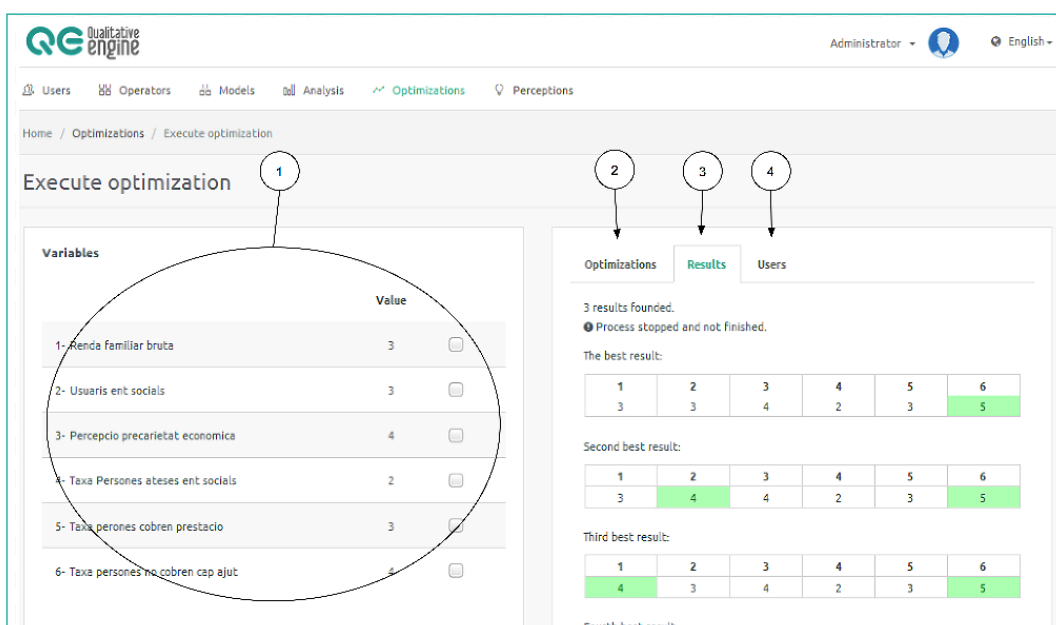 QE Qualitative engine
Administrator
English
Users Operators Models Analysis Optimizations Perceptions
Home / Optimizations / Execute optimization
1 2 3 4
Execute optimization
Variables
Value
1- Renda familiar bruta 3
2- Usuaris ent socials 3
3- Percepcio precarietat economica 4
4- Taxa Persones ateses ent socials 2
5- Taxa perones cobren prestacio 3
6- Taxa persones no cobren cap ajut 4
Optimizations Results Users
3 results founded.
Process stopped and not finished.
The best result:
1 2 3 4 5 6
3 3 4 2 3 5
Second best result:
1 2 3 4 5 6
3 4 4 2 3 5
Third best result:
1 2 3 4 5 6
4 3 4 2 3 5